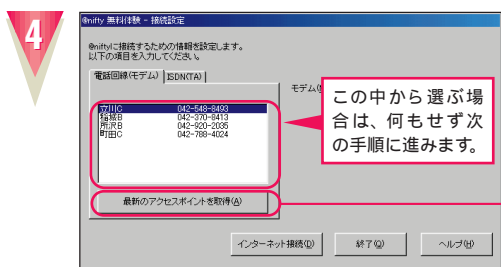 4
@nifty 無料体験 - 接続設定
@niftyに接続するための情報を設定します。
以下の項目を入力してください。
電話回線(モデム) ISDN(TA)
モデム(
立川C 042-548-8493
稲城B 042-370-8413
所沢B 042-920-2035
町田C 042-788-4024
この中から選ぶ場
合は、何もせず次
の手順に進みます。
最新のアクセスポイントを取得(A)
インターネット接続(D) 終了(Q) ヘルプ(H)